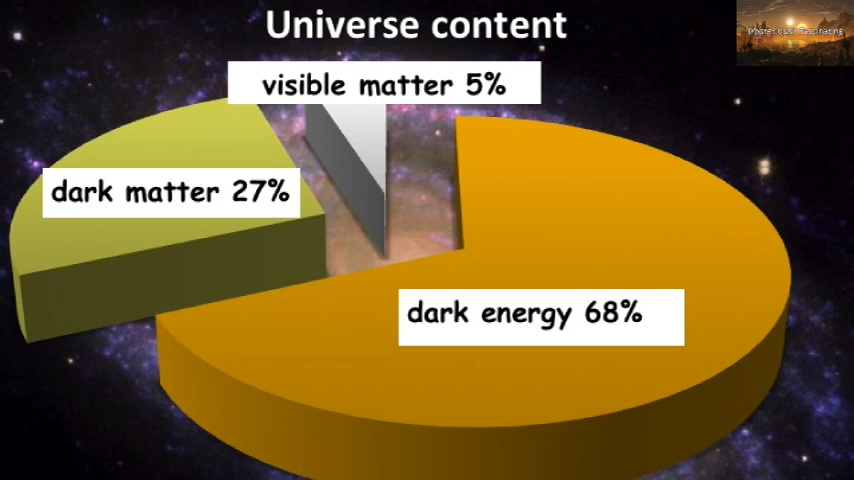 Universe content
visible matter 5%
dark matter 27%
dark energy 68%